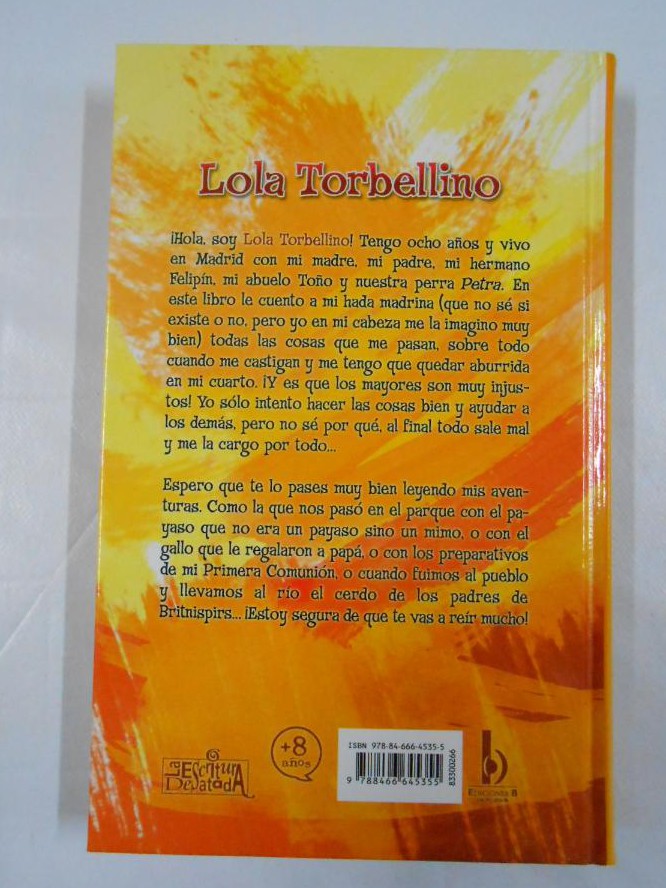 Lola Torbellino
¡Hola, soy Lola Torbellino! Tengo ocho años y vivo
en Madrid con mi madre, mi padre, mi hermano
Felipín, mi abuelo Toño y nuestra perra Petra. En
este libro le cuento a mi hada madrina (que no sé si
existe o no, pero yo en mi cabeza me la imagino muy
bien) todas las cosas que me pasan, sobre todo
cuando me castigan y me tengo que quedar aburrida
en mi cuarto. ¡Y es que los mayores son muy injus-
tos! Yo sólo intento hacer las cosas bien y ayudar a
los demás, pero no sé por qué, al final todo sale mal
y me la cargo por todo...
Espero que te lo pases muy bien leyendo mis aven-
turas. Como la que nos pasó en el parque con el pa-
yaso que no era un payaso sino un mimo, o con el
gallo que le regalaron a papá, o con los preparativos
de mi Primera Comunión, o cuando fuimos al pueblo
y llevamos al río el cerdo de los padres de
Britnispirs... ¡Estoy segura de que te vas a reír mucho!
La Escritura Desatada
+8
años
ISBN 978-84-666-4535-5
9 788466 645355
83300266
b
Ediciones B